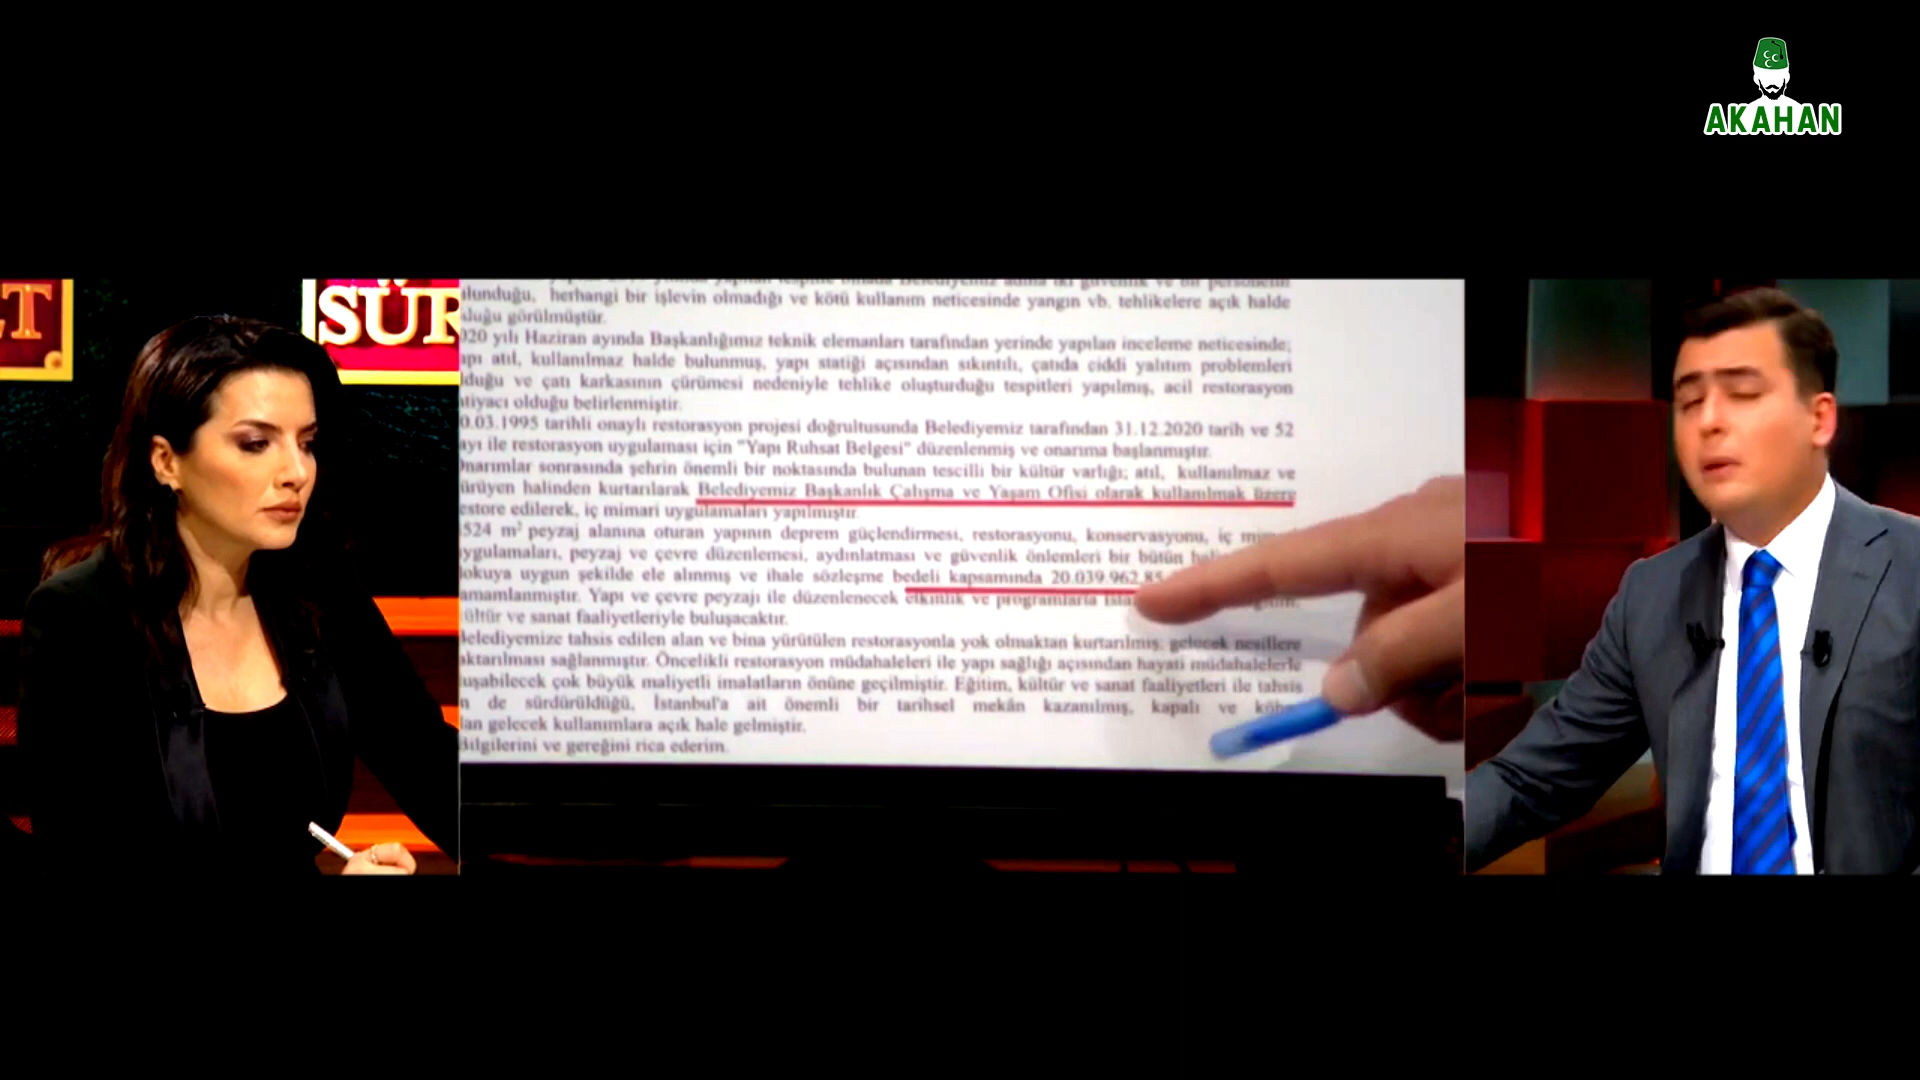 AKAHAN
T
SÜR
ılunduğu, herhangi bir işlevin olmadığı ve kötü kullanım neticesinde yangın vb. tehlikelere açık halde
lduğu görülmüştür.
020 yılı Haziran ayında Başkanlığımız teknik elemanları tarafından yerinde yapılan inceleme neticesinde;
apı atıl, kullanılmaz halde bulunmuş, yapı statiği açısından sıkıntılı, çatıda ciddi yalıtım problemleri
lduğu ve çatı karkasının çürümesi nedeniyle tehlike oluşturduğu tespitleri yapılmış, acil restorasyon
tiyacı olduğu belirlenmiştir.
0.03.1995 tarihli onaylı restorasyon projesi doğrultusunda Belediyemiz tarafından 31.12.2020 tarih ve 52
ayı ile restorasyon uygulaması için "Yapı Ruhsat Belgesi" düzenlenmiş ve onarıma başlanmıştır.
narımlar sonrasında şehrin önemli bir noktasında bulunan tescilli bir kültür varlığı; atıl, kullanılmaz ve
ürüyen halinden kurtarılarak Belediyemiz Başkanlık Çalışma ve Yaşam Ofisi olarak kullanılmak üzere
estore edilerek, iç mimari uygulamaları yapılmıştır.
524 m² peyzaj alanına oturan yapının deprem güçlendirmesi, restorasyonu, konservasyonu, iç
ygulamaları, peyzaj ve çevre düzenlemesi, aydınlatması ve güvenlik önlemleri bir bütün
lokuya uygun şekilde ele alınmış ve ihale sözleşme bedeli kapsamında 20.039.962,85
amamlanmıştır. Yapı ve çevre peyzajı ile düzenlenecek etkinlik ve programlarla
ültür ve sanat faaliyetleriyle buluşacaktır.
elediyemize tahsis edilen alan ve bina yürütülen restorasyonla yok olmaktan kurtarılmış, gelecek nesillere
aktarılması sağlanmıştır. Öncelikli restorasyon müdahaleleri ile yapı sağlığı açısından hayati müdahalelerle
uşabilecek çok büyük maliyetli imalatların önüne geçilmiştir. Eğitim, kültür ve sanat faaliyetleri ile tahsis
n de sürdürüldüğü, İstanbul'a ait önemli bir tarihsel mekân kazanılmış, kapalı ve
lan gelecek kullanımlara açık hale gelmiştir.
Bilgilerini ve gereğini rica ederim.